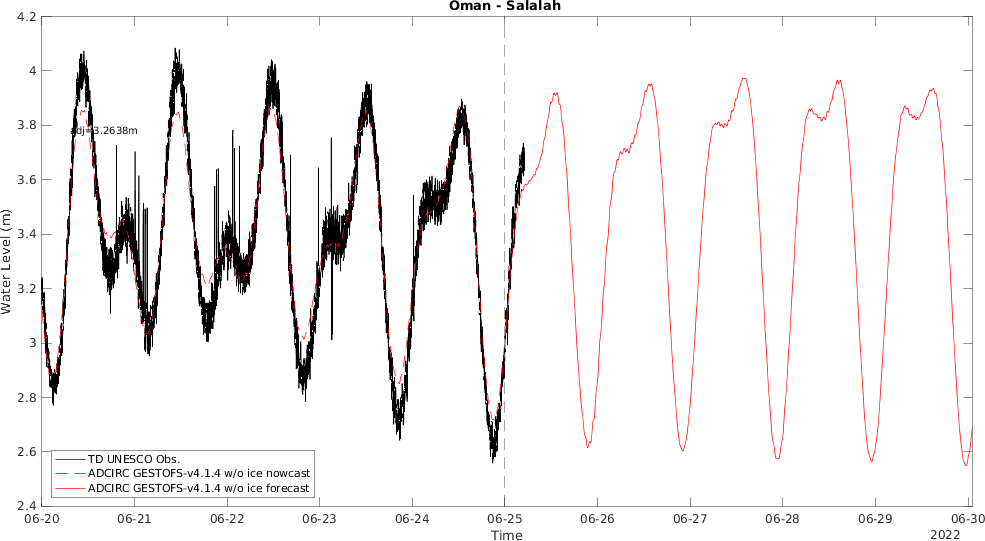 Oman - Salalah
4.2
4
3.8
3.6
3.4
3.2
3
2.8
2.6
2.4
Water Level (m)
adj=3.2638m
TD UNESCO Obs.
ADCIRC GESTOFS-v4.1.4 w/o ice nowcast
ADCIRC GESTOFS-v4.1.4 w/o ice forecast
06-20 06-21 06-22 06-23 06-24 06-25 06-26 06-27 06-28 06-29 06-30
Time
2022